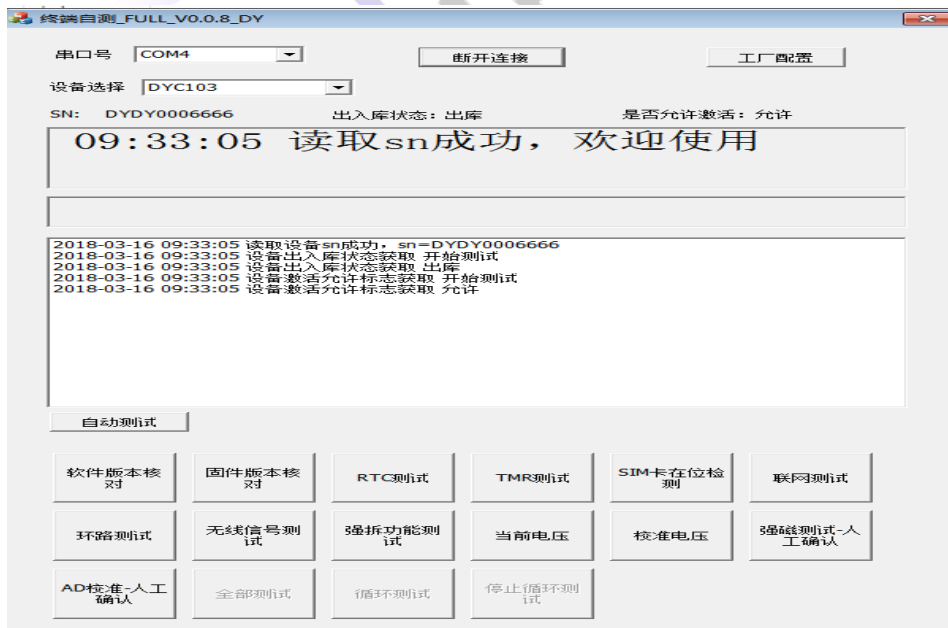 终端自测_FULL_V0.0.8_DY
串口号 COM4 断开连接 工厂配置
设备选择 DYC103
SN: DYDY0006666 出入库状态：出库 是否允许激活：允许
09:33:05 读取sn成功，欢迎使用
2018-03-16 09:33:05 读取设备sn成功，sn=DYDY0006666
2018-03-16 09:33:05 设备出入库状态获取 开始测试
2018-03-16 09:33:05 设备出入库状态获取 出库
2018-03-16 09:33:05 设备激活允许标志获取 开始测试
2018-03-16 09:33:05 设备激活允许标志获取 允许
自动测试
软件版本核对 固件版本核对 RTC测试 TMR测试 SIM卡在位检测 联网测试
环路测试 无线信号测试 强拆功能测试 当前电压 校准电压 强磁测试-人工确认
AD校准-人工确认 全部测试 循环测试 停止循环测试